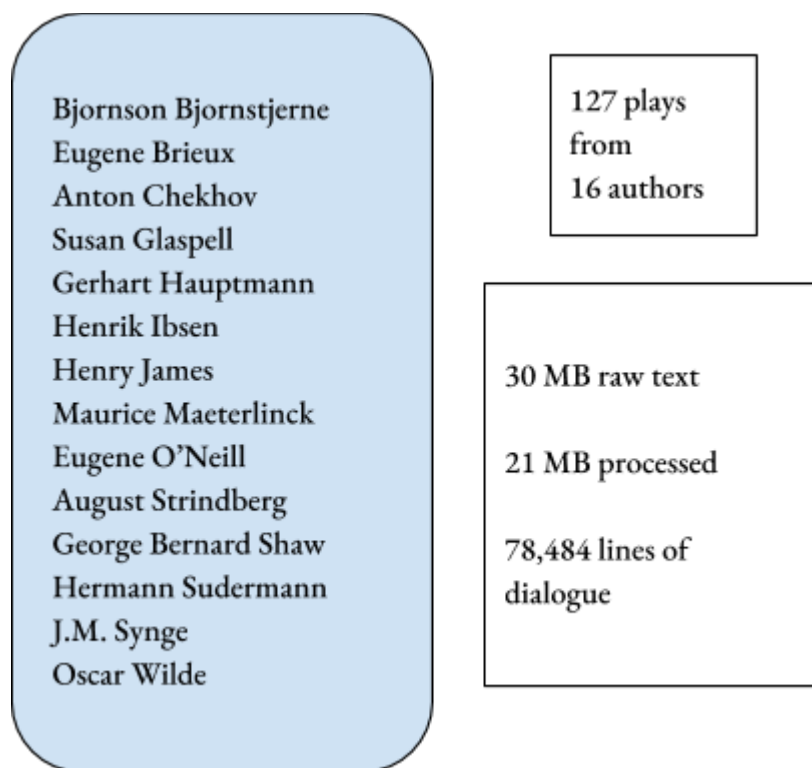 Bjornson Bjornstjerne
Eugene Brieux
Anton Chekhov
Susan Glaspell
Gerhart Hauptmann
Henrik Ibsen
Henry James
Maurice Maeterlinck
Eugene O’Neill
August Strindberg
George Bernard Shaw
Hermann Sudermann
J.M. Synge
Oscar Wilde
127 plays
from
16 authors
30 MB raw text
21 MB processed
78,484 lines of
dialogue